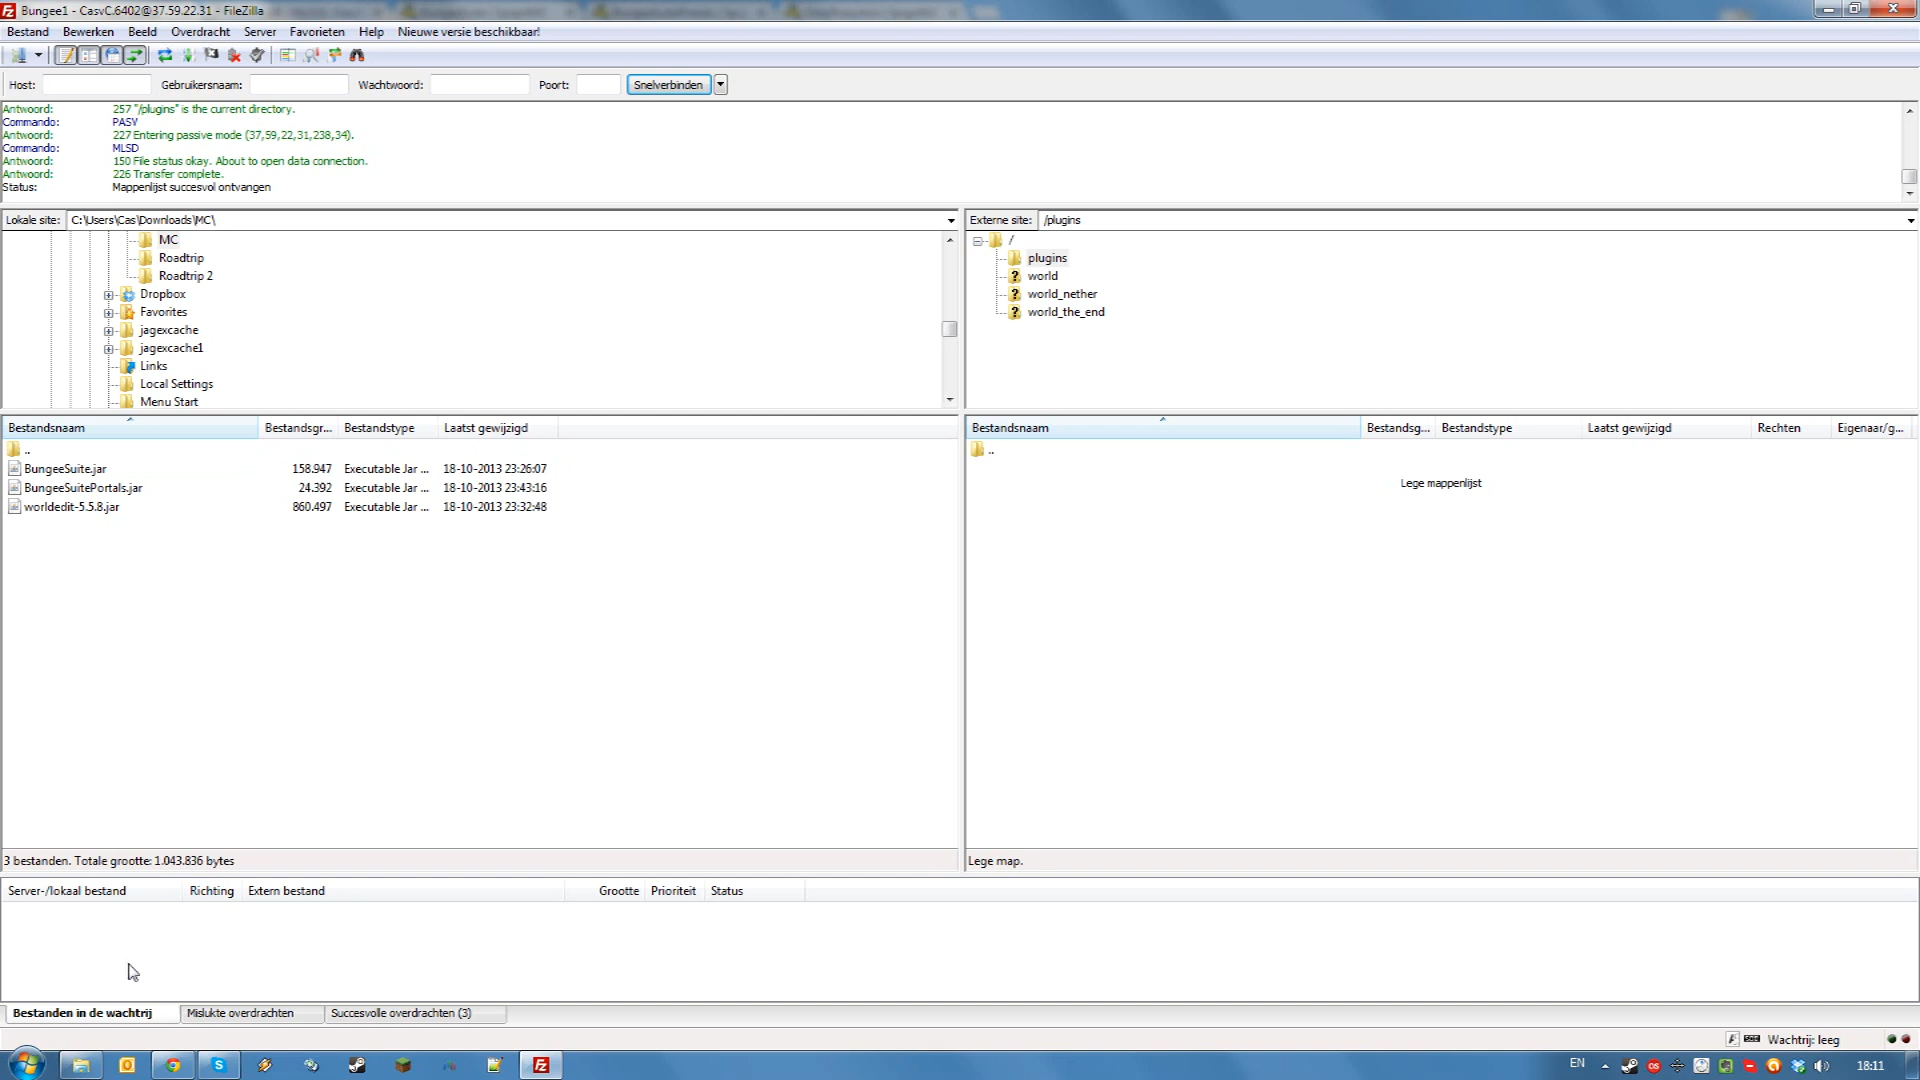 Bungee1 - CasvC.6402@37.59.22.31 - FileZilla
Bestand Bewerken Beeld Overdracht Server Favorieten Help Nieuwe versie beschikbaar!
Host: Gebruikersnaam: Wachtwoord: Poort: Snelverbinden
Antwoord: 257 "/plugins" is the current directory.
Commando: PASV
Antwoord: 227 Entering passive mode (37,59,22,31,238,34).
Commando: MLSD
Antwoord: 150 File status okay. About to open data connection.
Antwoord: 226 Transfer complete.
Status: Mappenlijst succesvol ontvangen
Lokale site: C:\Users\Cas\Downloads\MC\
MC
Roadtrip
Roadtrip 2
Dropbox
Favorites
jagexcache
jagexcache1
Links
Local Settings
Menu Start
Externe site: /plugins
/
plugins
world
world_nether
world_the_end
Bestandsnaam Bestandsgr... Bestandstype Laatst gewijzigd
..
BungeeSuite.jar 158.947 Executable Jar ... 18-10-2013 23:26:07
BungeeSuitePortals.jar 24.392 Executable Jar ... 18-10-2013 23:43:16
worldedit-5.5.8.jar 860.497 Executable Jar ... 18-10-2013 23:32:48
3 bestanden. Totale grootte: 1.043.836 bytes
Bestandsnaam Bestandsg... Bestandstype Laatst gewijzigd Rechten Eigenaar/g...
..
Lege mappenlijst
Lege map.
Server-/lokaal bestand Richting Extern bestand Grootte Prioriteit Status
Bestanden in de wachtrij Mislukte overdrachten Succesvolle overdrachten (3)
Wachtrij: leeg
EN 18:11